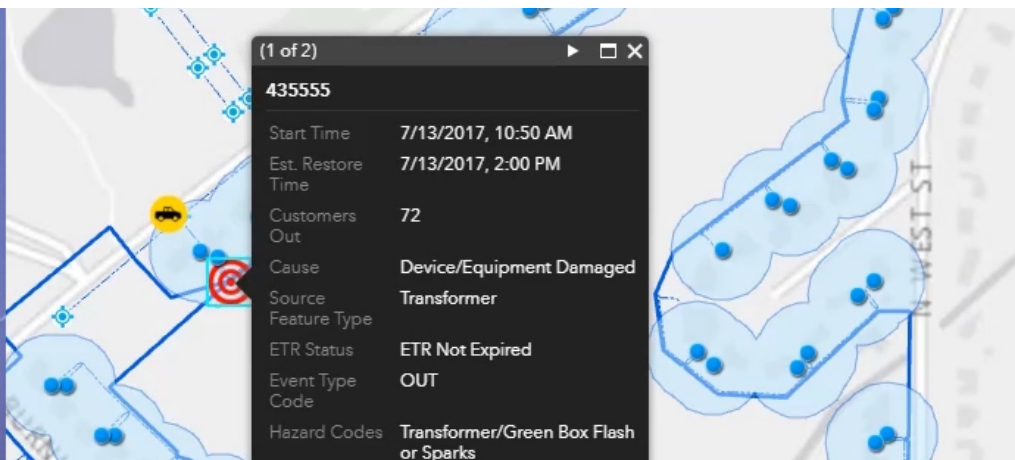 (1 of 2)
435555
Start Time 7/13/2017, 10:50 AM
Est. Restore 7/13/2017, 2:00 PM
Time
Customers 72
Out
Cause Device/Equipment Damaged
Source Transformer
Feature Type
ETR Status ETR Not Expired
Event Type OUT
Code
Hazard Codes Transformer/Green Box Flash
or Sparks
N WEST ST